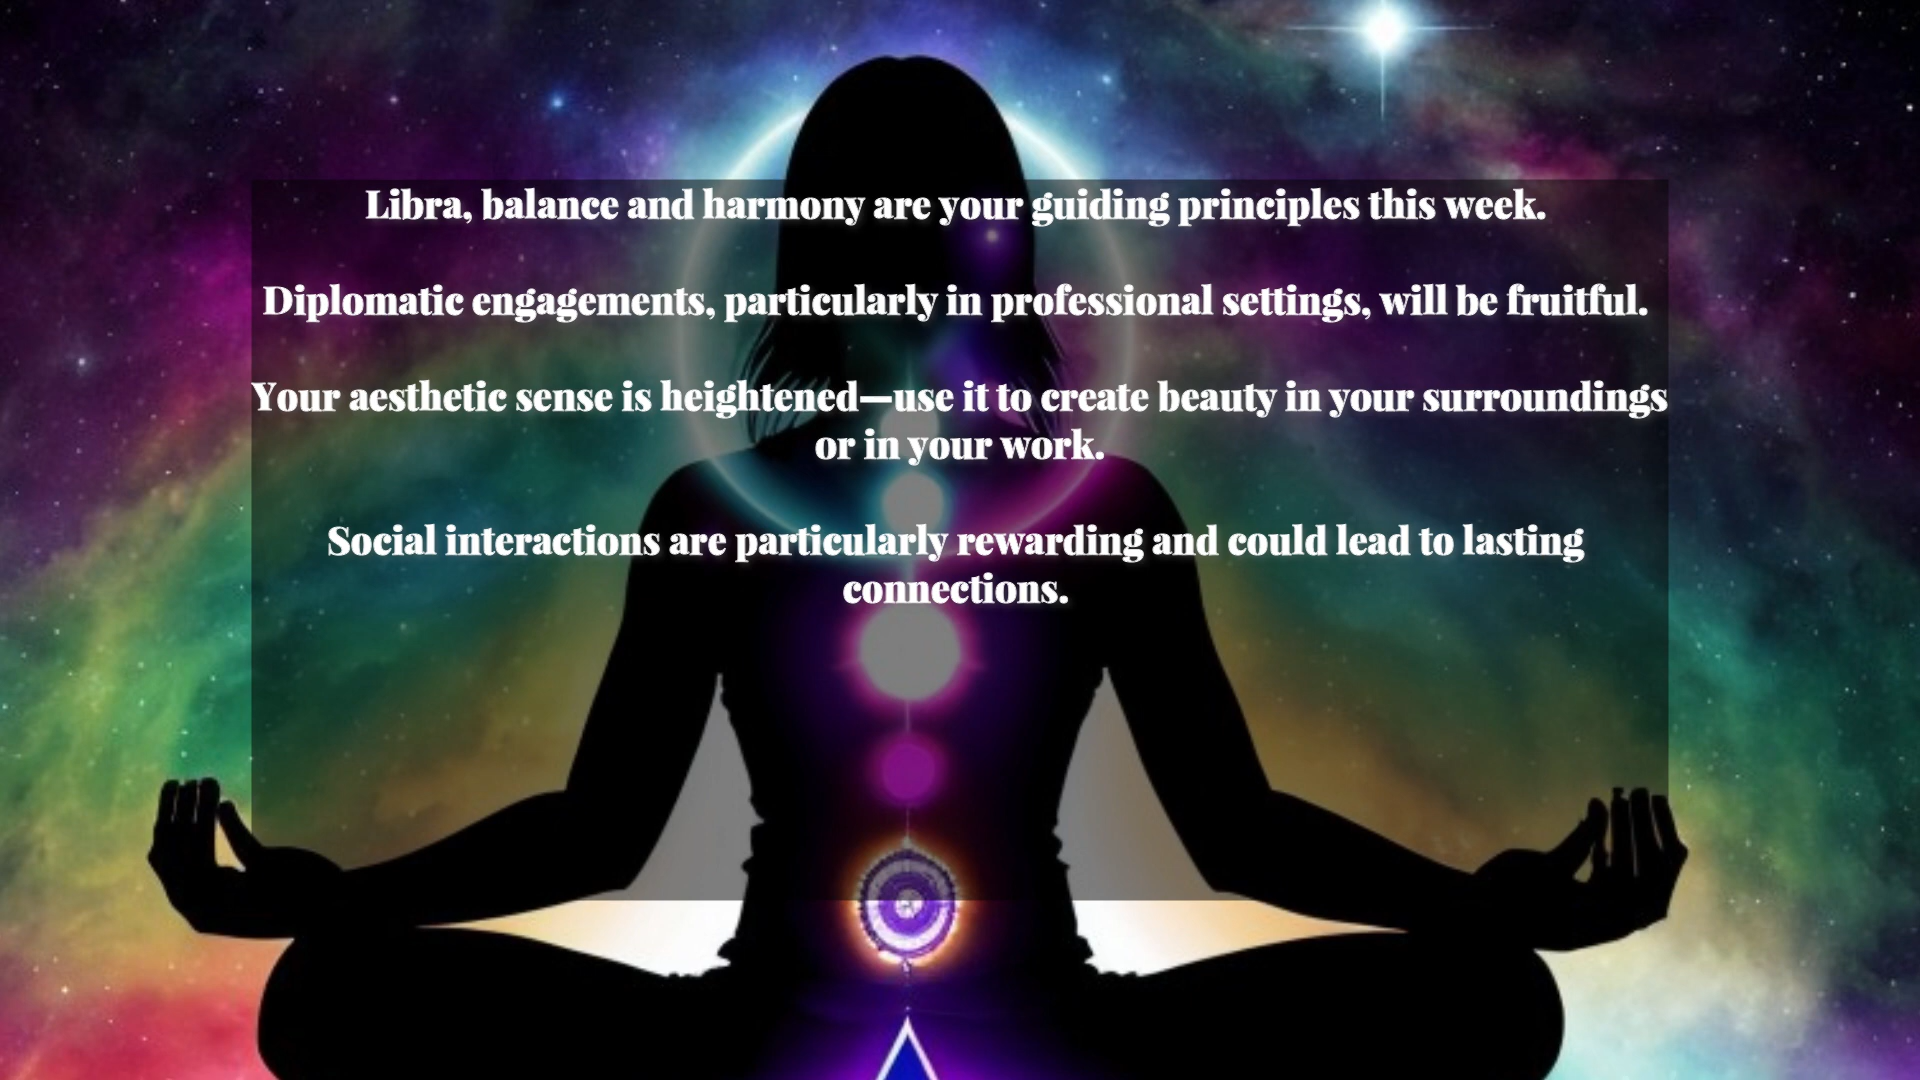 Libra, balance and harmony are your guiding principles this week.
Diplomatic engagements, particularly in professional settings, will be fruitful.
Your aesthetic sense is heightened—use it to create beauty in your surroundings
or in your work.
Social interactions are particularly rewarding and could lead to lasting
connections.